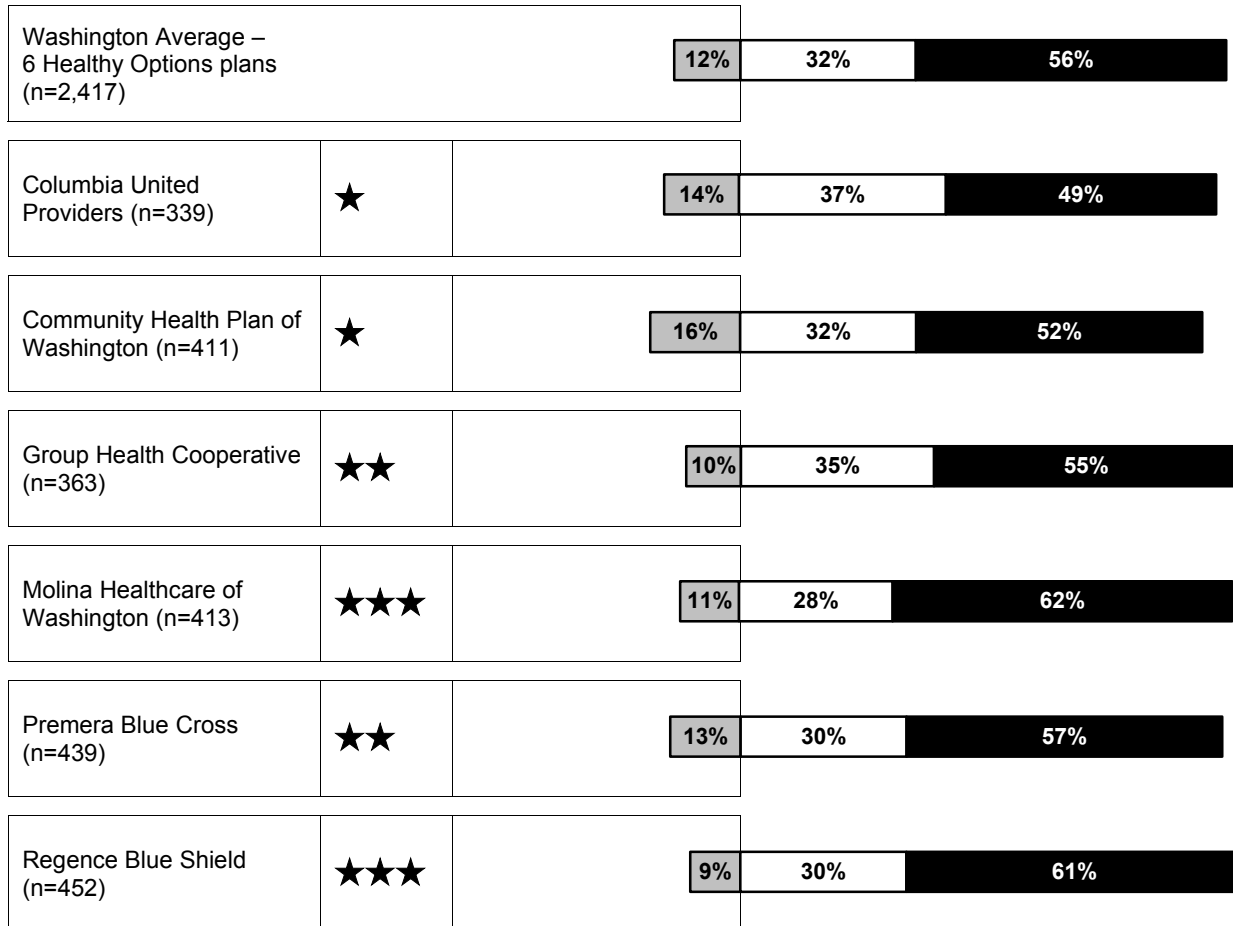 Washington Average –
6 Healthy Options plans
(n=2,417)
12% 32% 56%
Columbia United
Providers (n=339)
★
14% 37% 49%
Community Health Plan of
Washington (n=411)
★
16% 32% 52%
Group Health Cooperative
(n=363)
★★
10% 35% 55%
Molina Healthcare of
Washington (n=413)
★★★
11% 28% 62%
Premera Blue Cross
(n=439)
★★
13% 30% 57%
Regence Blue Shield
(n=452)
★★★
9% 30% 61%